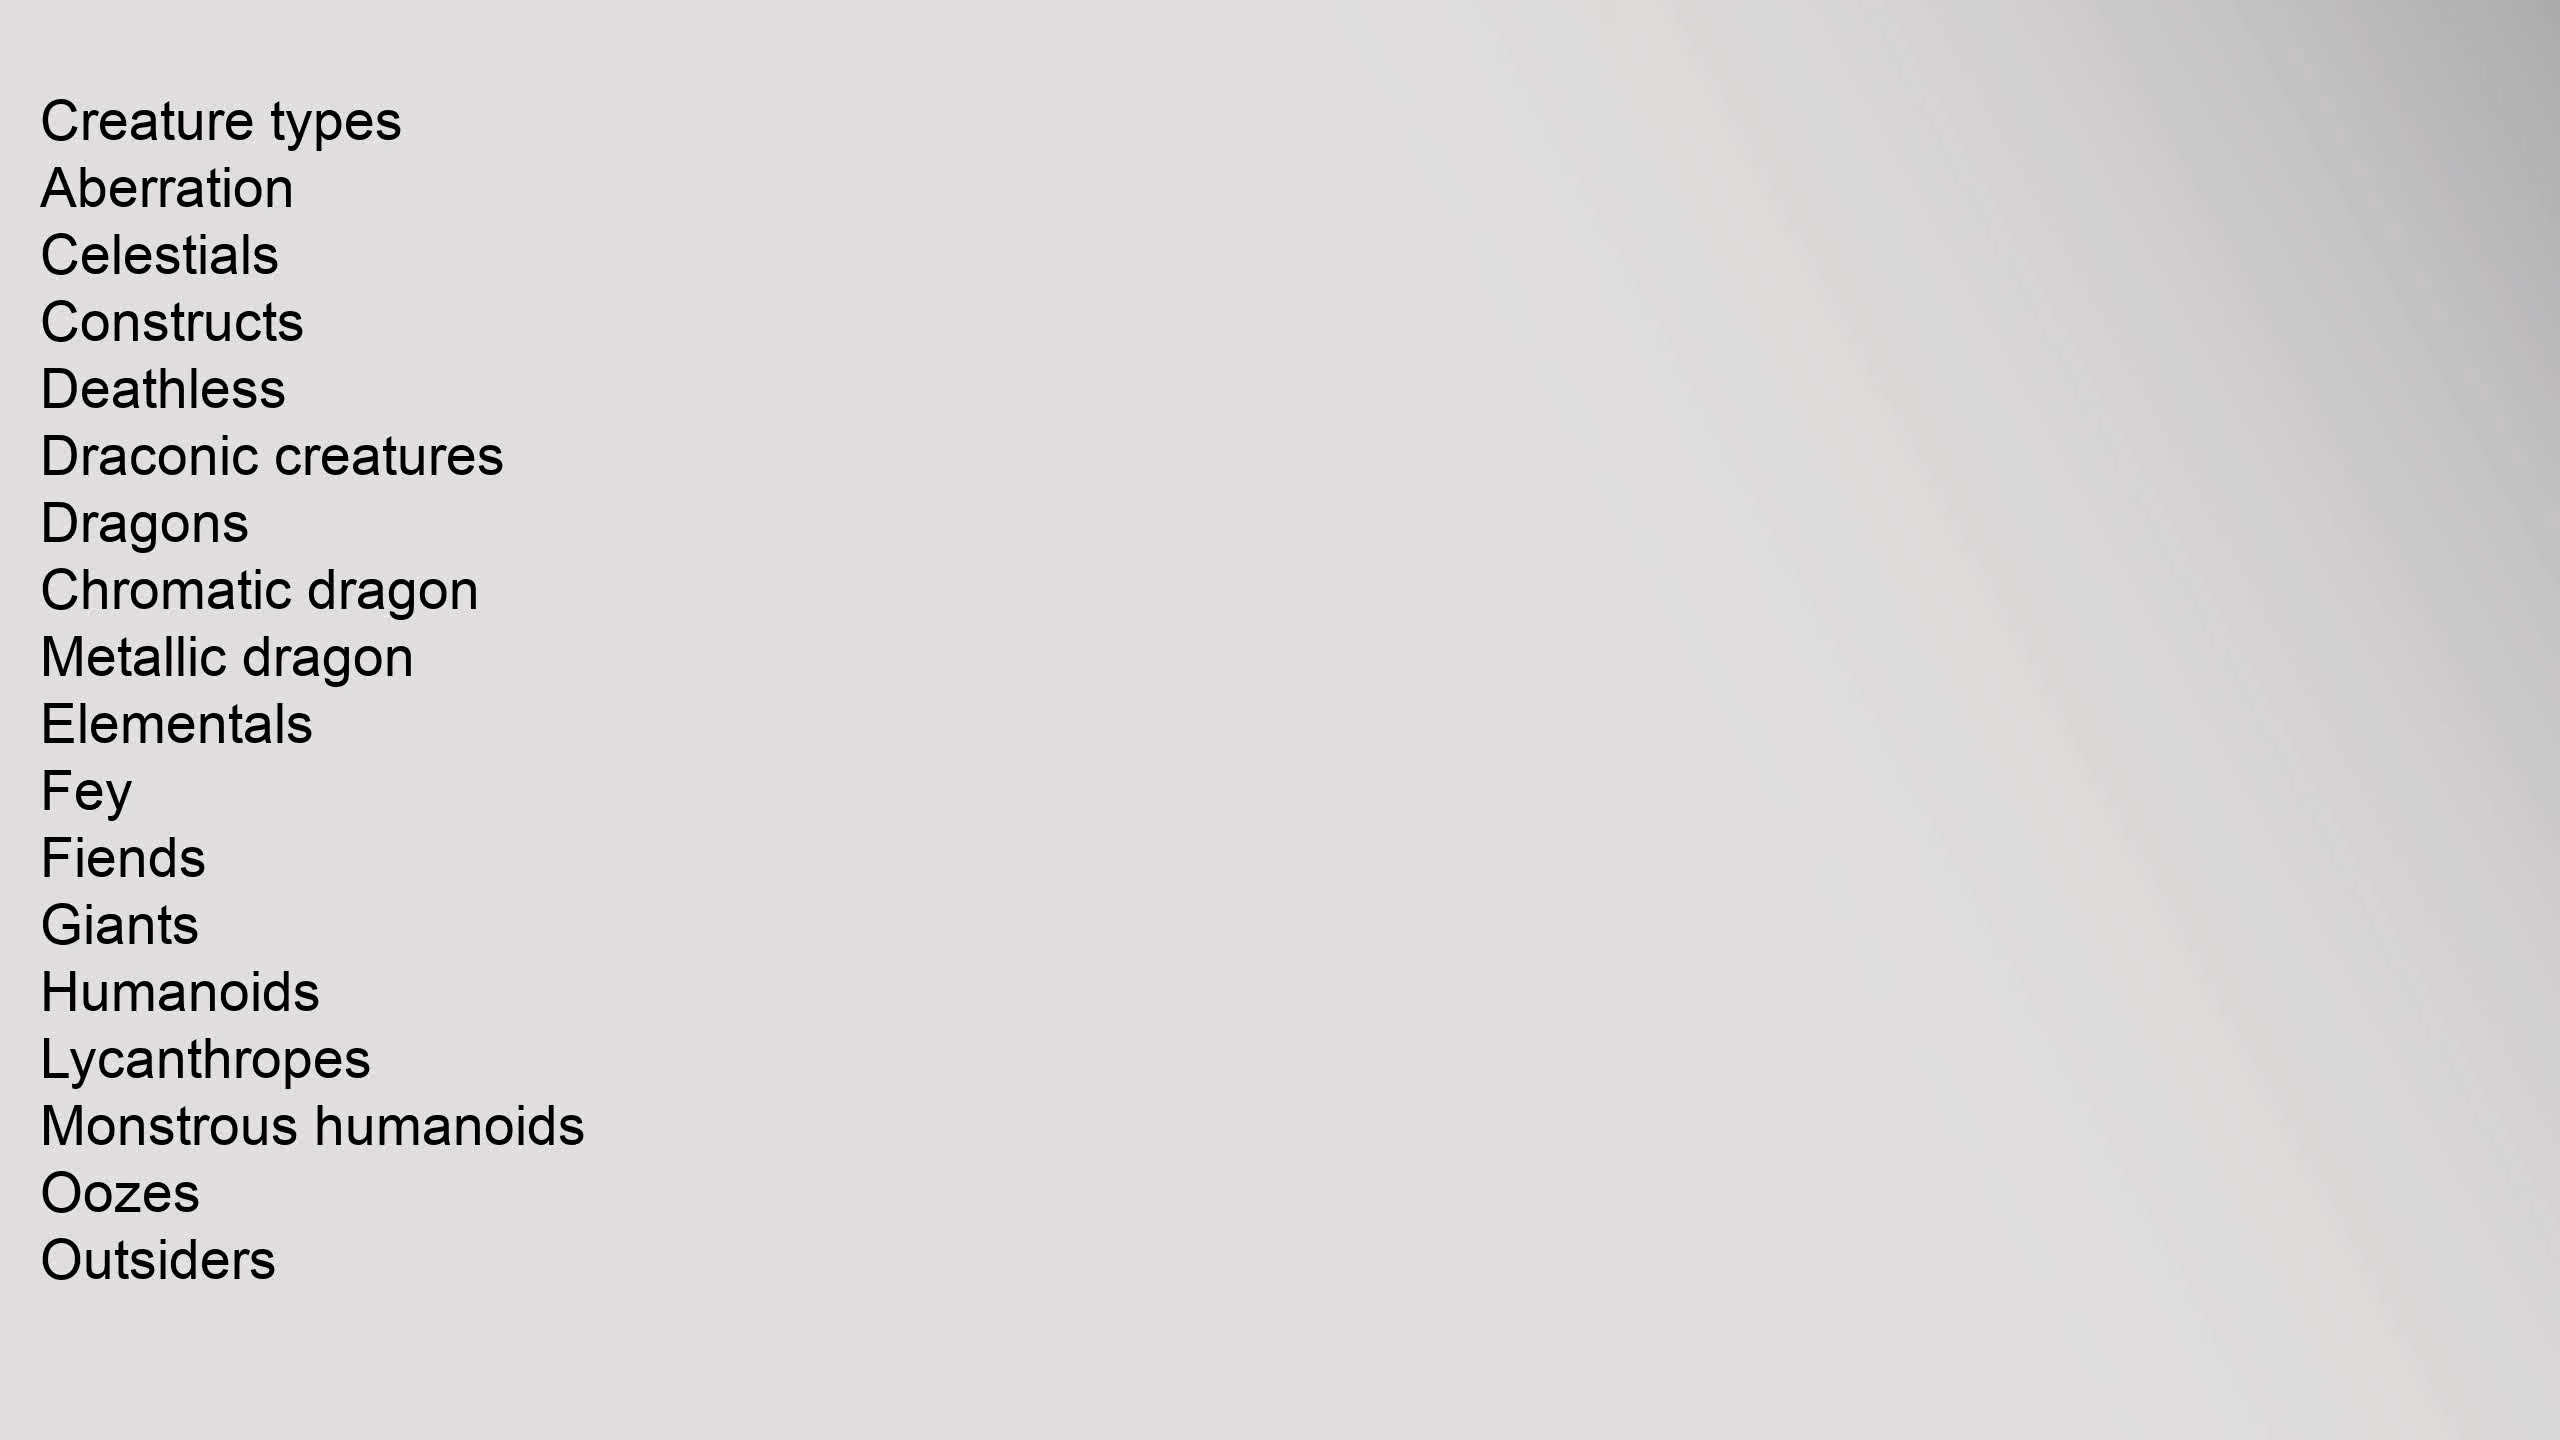 Creature types
Aberration
Celestials
Constructs
Deathless
Draconic creatures
Dragons
Chromatic dragon
Metallic dragon
Elementals
Fey
Fiends
Giants
Humanoids
Lycanthropes
Monstrous humanoids
Oozes
Outsiders